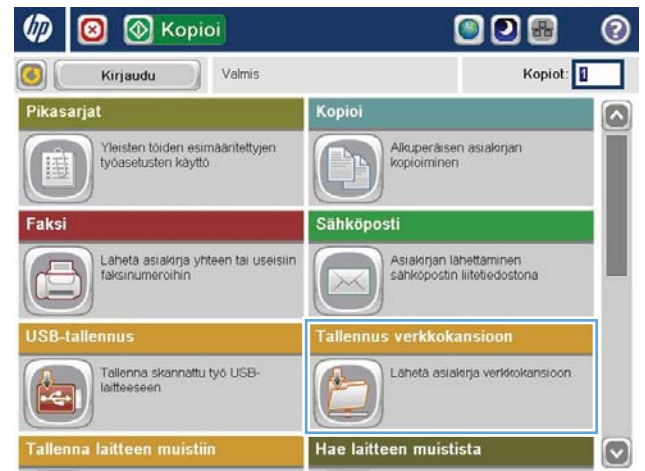 hp
Kopioi
?
Kirjaudu
Valmis
Kopiot: 1
Pikasarjat
Yleisten töiden esimääritettyjen
työasetusten käyttö
Kopioi
Alkuperäisen asiakirjan
kopioiminen
Faksi
Lähetä asiakirja yhteen tai useisiin
faksinumeroihin
Sähköposti
Asiakirjan lähettäminen
sähköpostin liitetiedostona
USB-tallennus
Tallenna skannattu työ USB-
laitteeseen
Tallennus verkkokansioon
Lähetä asiakirja verkkokansioon
Tallenna laitteen muistiin
Hae laitteen muistista